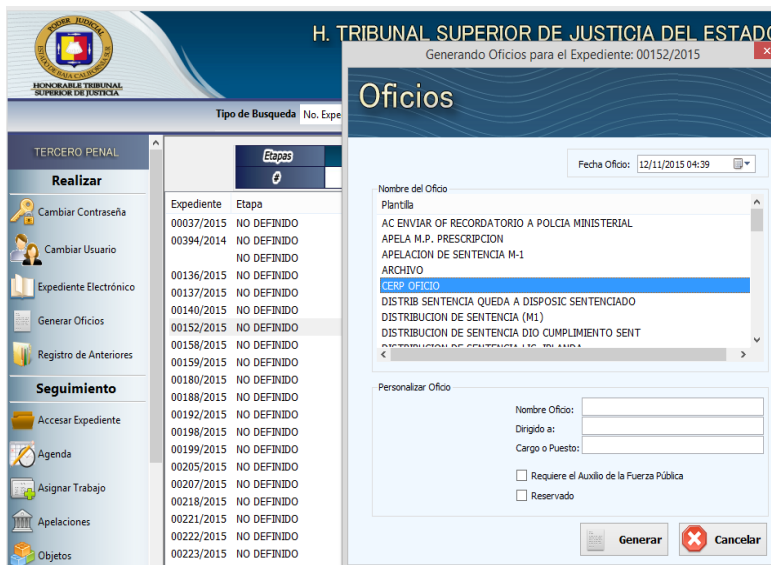 H. TRIBUNAL SUPERIOR DE JUSTICIA DEL ESTADO
PODER JUDICIAL
HONORABLE TRIBUNAL
SUPERIOR DE JUSTICIA
Tipo de Busqueda No. Expe
TERCERO PENAL
Realizar
Cambiar Contraseña
Cambiar Usuario
Expediente Electrónico
Generar Oficios
Registro de Anteriores
Seguimiento
Accesar Expediente
Agenda
Asignar Trabajo
Apelaciones
Objetos
Etapas
#
Expediente Etapa
00037/2015 NO DEFINIDO
00394/2014 NO DEFINIDO
NO DEFINIDO
00136/2015 NO DEFINIDO
00137/2015 NO DEFINIDO
00140/2015 NO DEFINIDO
00152/2015 NO DEFINIDO
00158/2015 NO DEFINIDO
00159/2015 NO DEFINIDO
00180/2015 NO DEFINIDO
00188/2015 NO DEFINIDO
00192/2015 NO DEFINIDO
00198/2015 NO DEFINIDO
00199/2015 NO DEFINIDO
00205/2015 NO DEFINIDO
00207/2015 NO DEFINIDO
00218/2015 NO DEFINIDO
00221/2015 NO DEFINIDO
00222/2015 NO DEFINIDO
00223/2015 NO DEFINIDO
Generando Oficios para el Expediente: 00152/2015
Oficios
Fecha Oficio: 12/11/2015 04:39
Nombre del Oficio
Plantilla
AC ENVIAR OF RECORDATORIO A POLCIA MINISTERIAL
APELA M.P. PRESCRIPCION
APELACION DE SENTENCIA M-1
ARCHIVO
CERP OFICIO
DISTRIB SENTENCIA QUEDA A DISPOSIC SENTENCIADO
DISTRIBUCION DE SENTENCIA (M1)
DISTRIBUCION DE SENTENCIA DIO CUMPLIMIENTO SENT
DISTRIBUCION DE SENTENCIA LIC.
Personalizar Oficio
Nombre Oficio:
Dirigido a:
Cargo o Puesto:
Requiere el Auxilio de la Fuerza Pública
Reservado
Generar
Cancelar